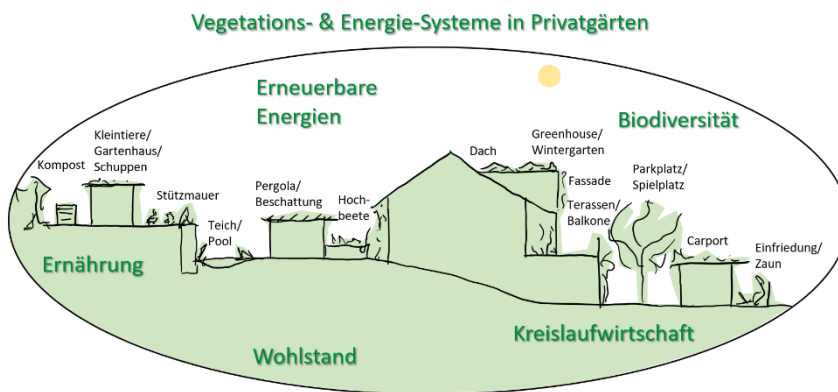 Vegetations- & Energie-Systeme in Privatgärten
Erneuerbare
Energien
Biodiversität
Kompost
Kleintiere/
Gartenhaus/
Schuppen
Stützmauer
Teich/
Pool
Pergola/
Beschattung
Hoch-
beete
Dach
Greenhouse/
Wintergarten
Fassade
Terassen/
Balkone
Parkplatz/
Spielplatz
Carport
Einfriedung/
Zaun
Ernährung
Wohlstand
Kreislaufwirtschaft